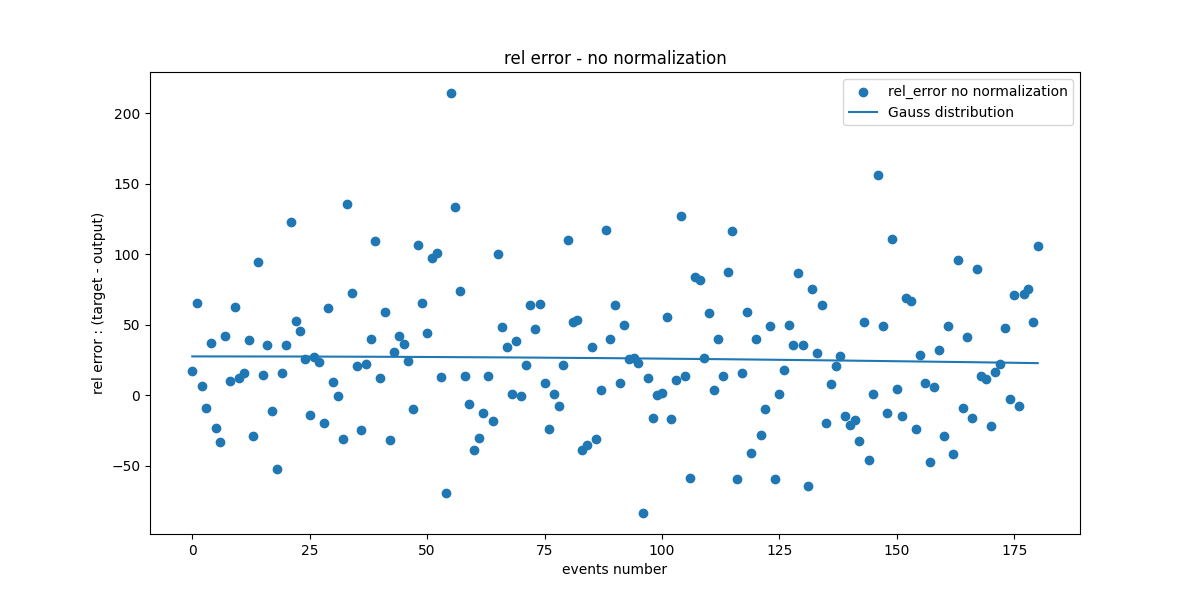 rel error - no normalization
rel_error no normalization
Gauss distribution
rel error : (target - output)
200
150
100
50
0
−50
0 25 50 75 100 125 150 175
events number